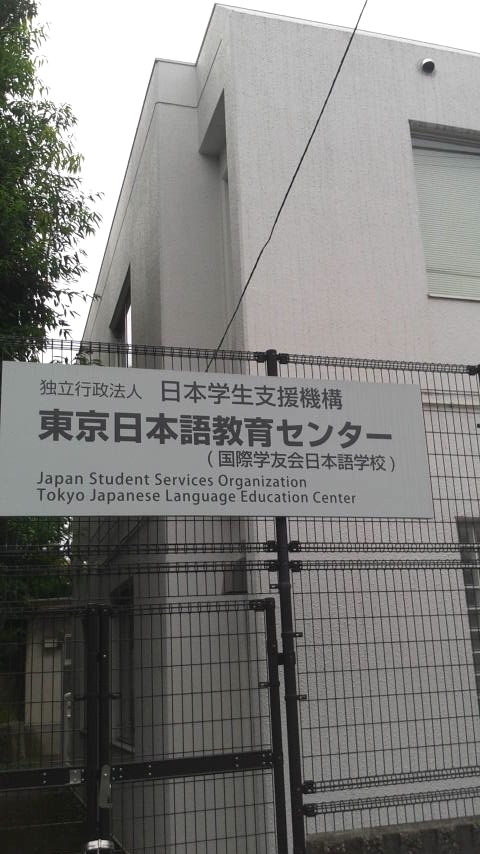 独立行政法人 日本学生支援機構
東京日本語教育センター
(国際学友会日本語学校)
Japan Student Services Organization
Tokyo Japanese Language Education Center